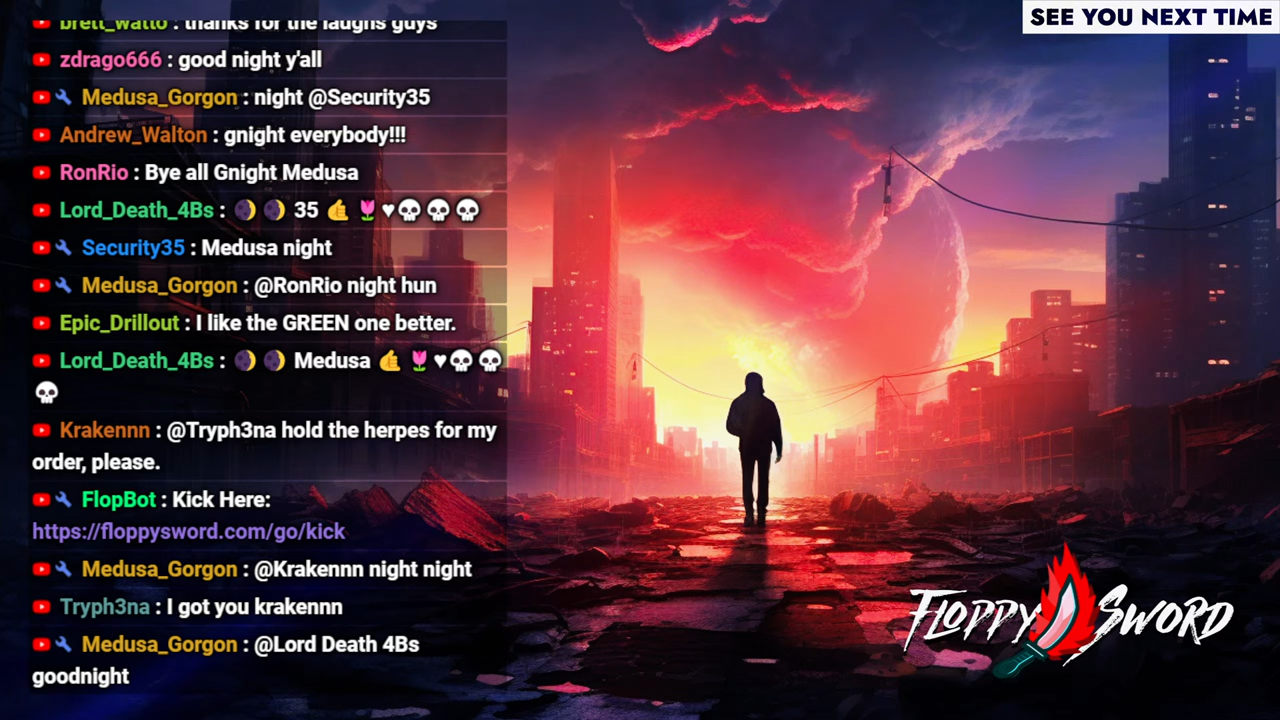 brett_watto : thanks for the laughs guys
zdrago666 : good night y'all
Medusa_Gorgon : night @Security35
Andrew_Walton : gnight everybody!!!
RonRio : Bye all Gnight Medusa
Lord_Death_4Bs : 🌒 🌒 35 🤙 🌷 ♥💀 💀 💀
Security35 : Medusa night
Medusa_Gorgon : @RonRio night hun
Epic_Drillout : I like the GREEN one better.
Lord_Death_4Bs : 🌒 🌒 Medusa 🤙 🌷 ♥💀 💀
💀
Krakennn : @Tryph3na hold the herpes for my
order, please.
FlopBot : Kick Here:
https://floppysword.com/go/kick
Medusa_Gorgon : @Krakennn night night
Tryph3na : I got you krakennn
Medusa_Gorgon : @Lord Death 4Bs
goodnight
SEE YOU NEXT TIME
FLOPPY SWORD